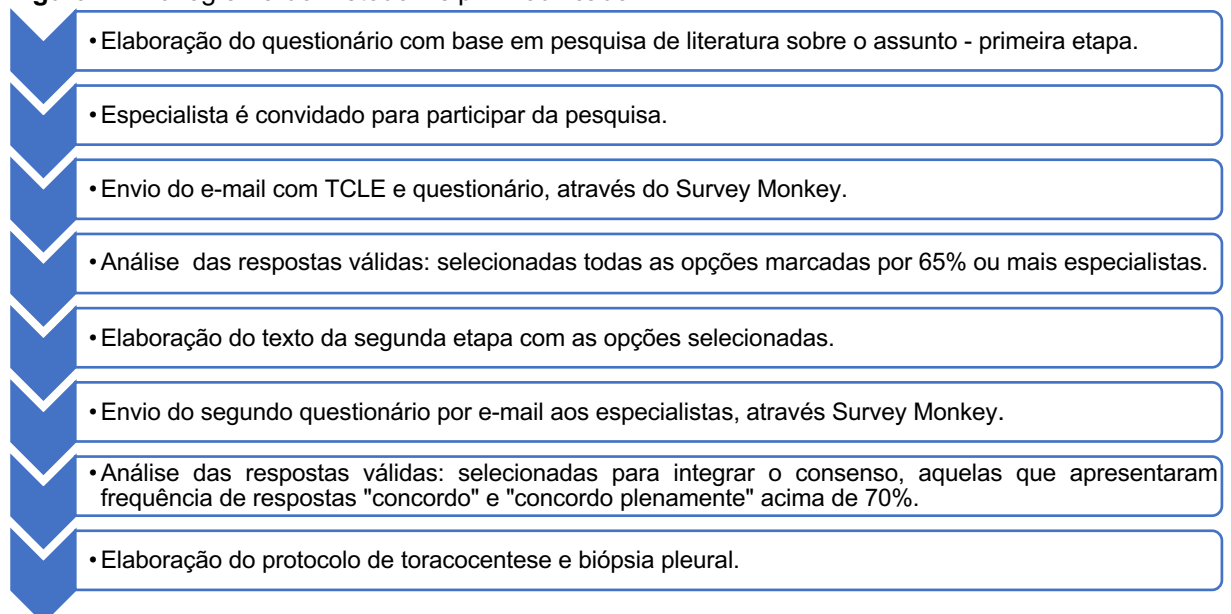 •Elaboração do questionário com base em pesquisa de literatura sobre o assunto - primeira etapa.
•Especialista é convidado para participar da pesquisa.
•Envio do e-mail com TCLE e questionário, através do Survey Monkey.
•Análise das respostas válidas: selecionadas todas as opções marcadas por 65% ou mais especialistas.
•Elaboração do texto da segunda etapa com as opções selecionadas.
•Envio do segundo questionário por e-mail aos especialistas, através Survey Monkey.
•Análise das respostas válidas: selecionadas para integrar o consenso, aquelas que apresentaram
frequência de respostas "concordo" e "concordo plenamente" acima de 70%.
•Elaboração do protocolo de toracocentese e biópsia pleural.